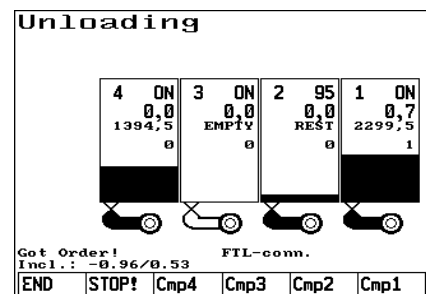 Unloading
4 ON 3 ON 2 95 1 ON
0,0 0,0 0,0 0,7
1394,5 EMPTY REST 2299,5
0 0 0 1
Got Order! FTL-conn.
Incl.: -0.96/0.53
END STOP! Cmp4 Cmp3 Cmp2 Cmp1